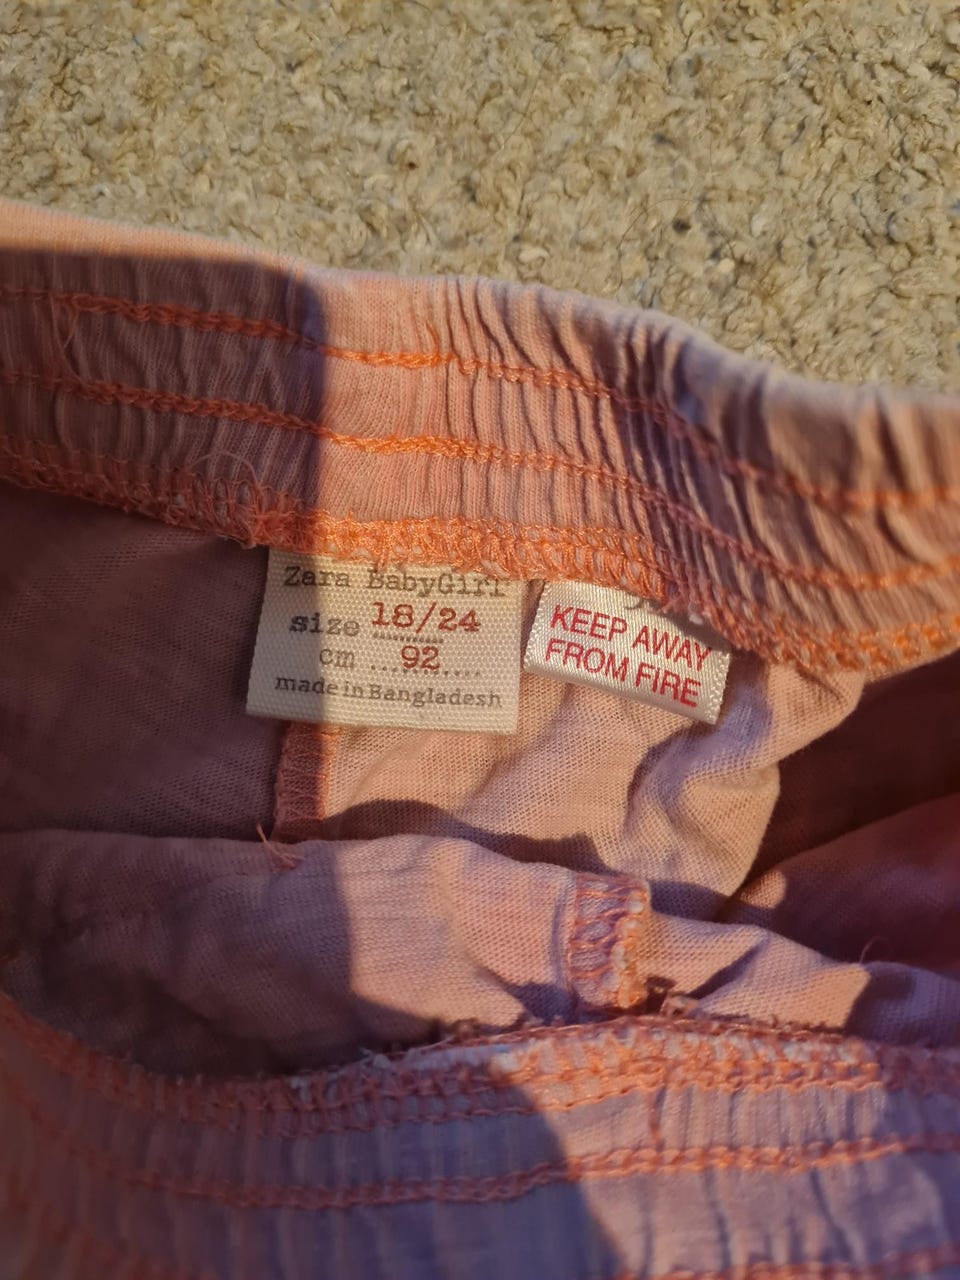 Zara BabyGirl
size 18/24
cm ...92........
made in Bangladesh
KEEP AWAY
FROM FIRE